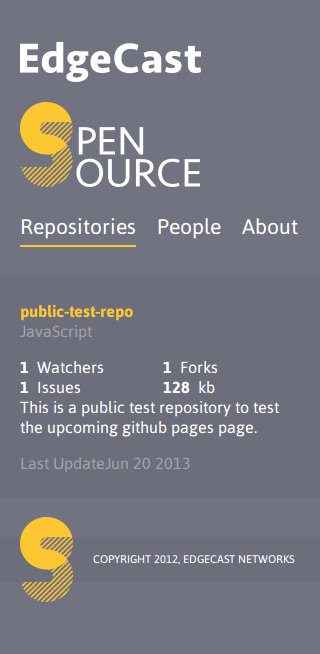 EdgeCast
OPEN
SOURCE
Repositories People About
public-test-repo
JavaScript
1 Watchers 1 Forks
1 Issues 128 kb
This is a public test repository to test
the upcoming github pages page.
Last UpdateJun 20 2013
COPYRIGHT 2012, EDGECAST NETWORKS